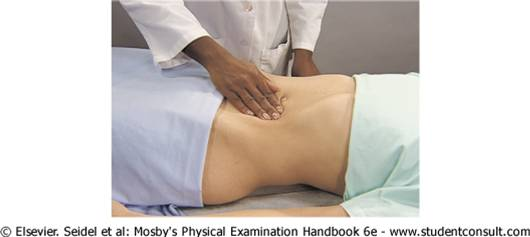 © Elsevier. Seidel et al: Mosby's Physical Examination Handbook 6e - www.studentconsult.com